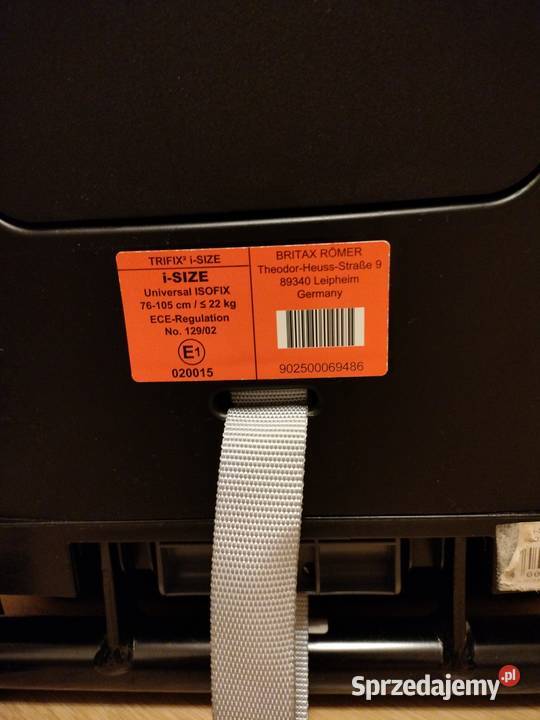 TRIFIX² i-SIZE
i-SIZE
Universal ISOFIX
76-105 cm / ≤ 22 kg
ECE-Regulation
No. 129/02
E1
020015
BRITAX RÖMER
Theodor-Heuss-Straße 9
89340 Leipheim
Germany
902500069486
Sprzedajemy.pl